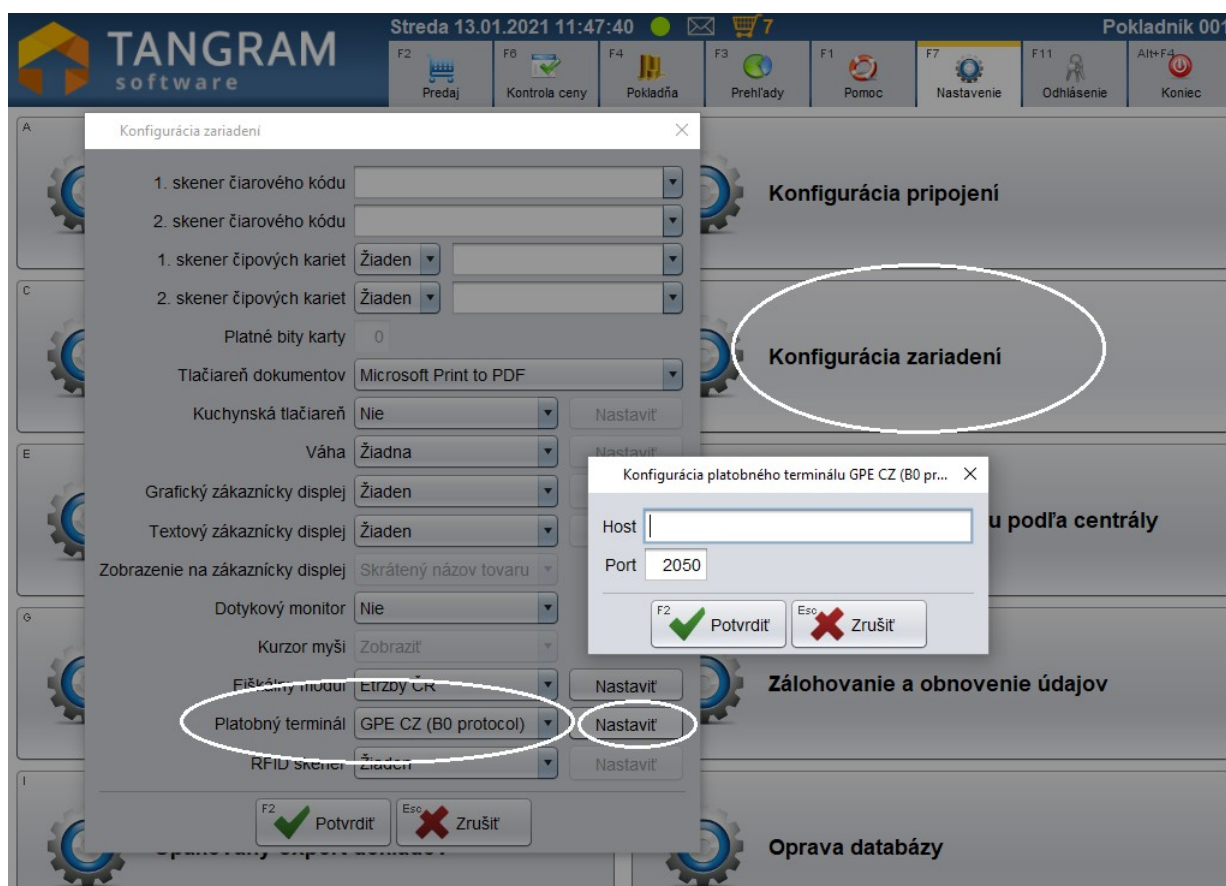 TANGRAM
software
Streda 13.01.2021 11:47:40
7
Pokladník 001
F2 Predaj
F6 Kontrola ceny
F4 Pokladňa
F3 Prehľady
F1 Pomoc
F7 Nastavenie
F11 Odhlásenie
Alt+F4 Koniec
A
Konfigurácia zariadení
1. skener čiarového kódu
2. skener čiarového kódu
1. skener čipových kariet Žiaden
2. skener čipových kariet Žiaden
Platné bity karty 0
Tlačiareň dokumentov Microsoft Print to PDF
Kuchynská tlačiareň Nie Nastaviť
Váha Žiadna Nastaviť
Grafický zákaznícky displej Žiaden
Textový zákaznícky displej Žiaden
Zobrazenie na zákaznícky displej Skrátený názov tovaru
Dotykový monitor Nie
Kurzor myši Zobraziť
Fiškálny modul Etržby ČR Nastaviť
Platobný terminál GPE CZ (B0 protocol) Nastaviť
RFID skener Žiaden Nastaviť
F2 Potvrdiť
Esc Zrušiť
Konfigurácia pripojení
C
Konfigurácia zariadení
E
u podľa centrály
Konfigurácia platobného terminálu GPE CZ (B0 pr...
Host
Port 2050
F2 Potvrdiť
Esc Zrušiť
G
Zálohovanie a obnovenie údajov
I
Oprava databázy